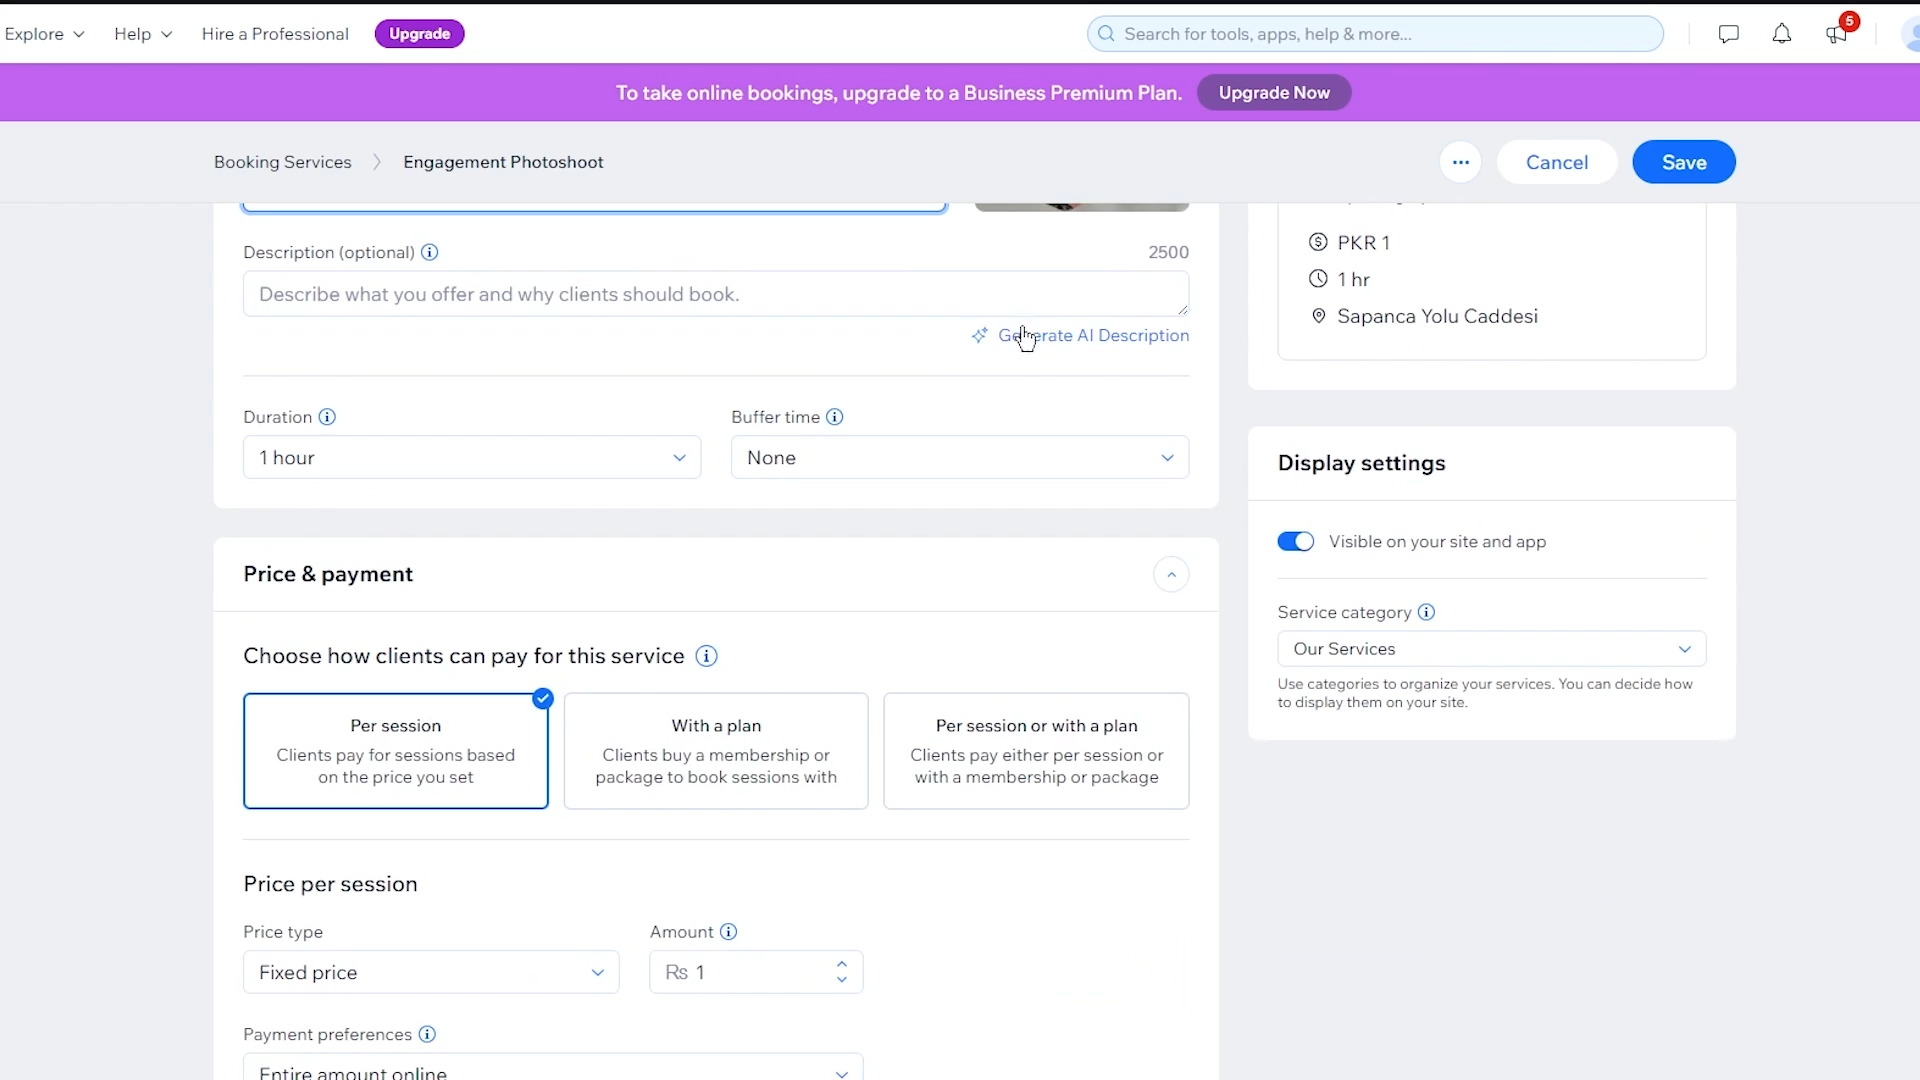 Explore
Help
Hire a Professional
Upgrade
Search for tools, apps, help & more...
5
To take online bookings, upgrade to a Business Premium Plan.
Upgrade Now
Booking Services
Engagement Photoshoot
Cancel
Save
Description (optional)
2500
Describe what you offer and why clients should book.
Generate AI Description
Duration
Buffer time
1 hour
None
Price & payment
Choose how clients can pay for this service
Per session
Clients pay for sessions based
on the price you set
With a plan
Clients buy a membership or
package to book sessions with
Per session or with a plan
Clients pay either per session or
with a membership or package
Price per session
Price type
Amount
Fixed price
Rs 1
Payment preferences
Entire amount online
PKR 1
1 hr
Sapanca Yolu Caddesi
Display settings
Visible on your site and app
Service category
Our Services
Use categories to organize your services. You can decide how
to display them on your site.